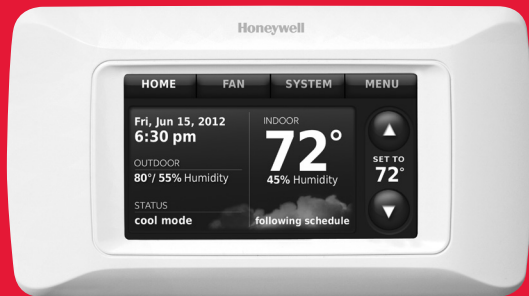 Honeywell
HOME FAN SYSTEM MENU
Fri, Jun 15, 2012
6:30 pm
OUTDOOR
80°/ 55% Humidity
STATUS
cool mode
INDOOR
72°
45% Humidity
following schedule
SET TO
72°